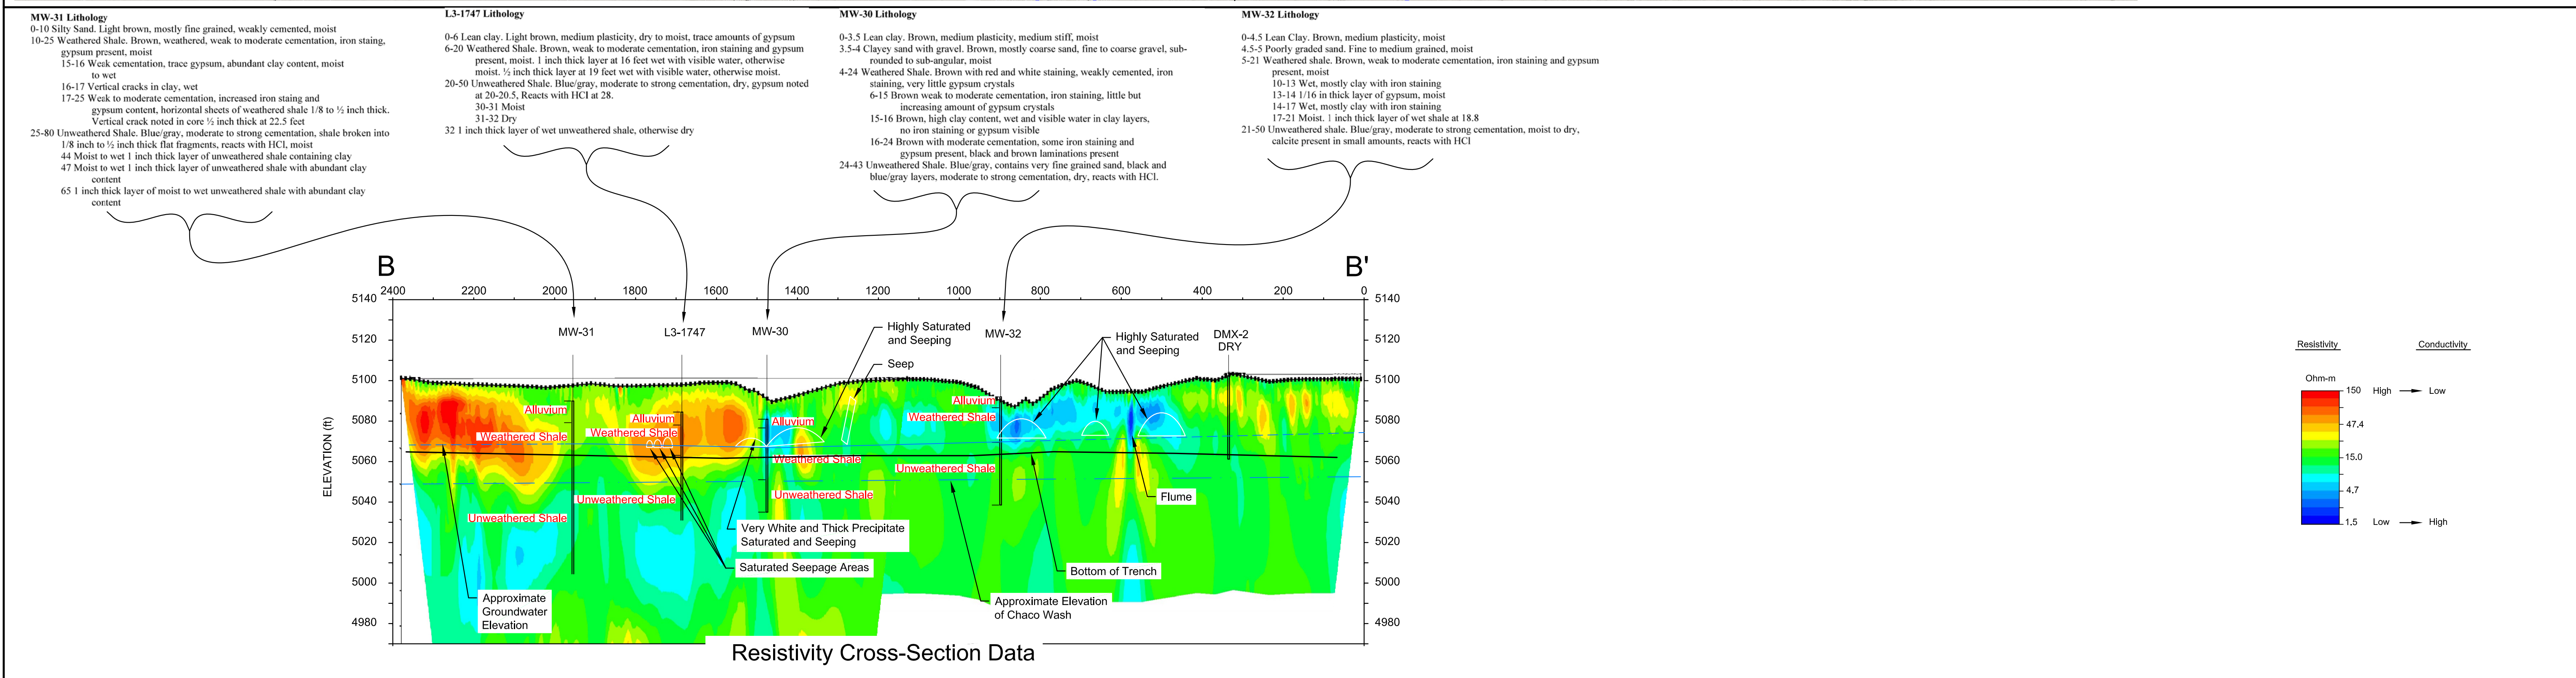 MW-31 Lithology
0-10 Silty Sand. Light brown, mostly fine grained, weakly cemented, moist
10-25 Weathered Shale. Brown, weathered, weak to moderate cementation, iron staing,
gypsum present, moist
15-16 Weak cementation, trace gypsum, abundant clay content, moist
to wet
16-17 Vertical cracks in clay, wet
17-25 Weak to moderate cementation, increased iron staing and
gypsum content, horizontal sheets of weathered shale 1/8 to ½ inch thick.
Vertical crack noted in core ½ inch thick at 22.5 feet
25-80 Unweathered Shale. Blue/gray, moderate to strong cementation, shale broken into
1/8 inch to ½ inch thick flat fragments, reacts with HCl, moist
44 Moist to wet 1 inch thick layer of unweathered shale containing clay
47 Moist to wet 1 inch thick layer of unweathered shale with abundant clay
content
65 1 inch thick layer of moist to wet unweathered shale with abundant clay
content
L3-1747 Lithology
0-6 Lean clay. Light brown, medium plasticity, dry to moist, trace amounts of gypsum
6-20 Weathered Shale. Brown, weak to moderate cementation, iron staining and gypsum
present, moist. 1 inch thick layer at 16 feet wet with visible water, otherwise
moist. ½ inch thick layer at 19 feet wet with visible water, otherwise moist.
20-50 Unweathered Shale. Blue/gray, moderate to strong cementation, dry, gypsum noted
at 20-20.5, Reacts with HCl at 28.
30-31 Moist
31-32 Dry
32 1 inch thick layer of wet unweathered shale, otherwise dry
MW-30 Lithology
0-3.5 Lean clay. Brown, medium plasticity, medium stiff, moist
3.5-4 Clayey sand with gravel. Brown, mostly coarse sand, fine to coarse gravel, sub-
rounded to sub-angular, moist
4-24 Weathered Shale. Brown with red and white staining, weakly cemented, iron
staining, very little gypsum crystals
6-15 Brown weak to moderate cementation, iron staining, little but
increasing amount of gypsum crystals
15-16 Brown, high clay content, wet and visible water in clay layers,
no iron staining or gypsum visible
16-24 Brown with moderate cementation, some iron staining and
gypsum present, black and brown laminations present
24-43 Unweathered Shale. Blue/gray, contains very fine grained sand, black and
blue/gray layers, moderate to strong cementation, dry, reacts with HCl.
MW-32 Lithology
0-4.5 Lean Clay. Brown, medium plasticity, moist
4.5-5 Poorly graded sand. Fine to medium grained, moist
5-21 Weathered shale. Brown, weak to moderate cementation, iron staining and gypsum
present, moist
10-13 Wet, mostly clay with iron staining
13-14 1/16 in thick layer of gypsum, moist
14-17 Wet, mostly clay with iron staining
17-21 Moist. 1 inch thick layer of wet shale at 18.8
21-50 Unweathered shale. Blue/gray, moderate to strong cementation, moist to dry,
calcite present in small amounts, reacts with HCl
B B'
2400 2200 2000 1800 1600 1400 1200 1000 800 600 400 200 0
5140 5140
MW-31 L3-1747 MW-30 MW-32
DMX-2
DRY
Highly Saturated
and Seeping
Seep
Highly Saturated
and Seeping
5120 5120
5100 5100
5080 5080
5060 5060
5040 5040
5020 5020
5000 5000
4980 4980
ELEVATION (ft)
Alluvium
Weathered Shale
Unweathered Shale
Alluvium
Weathered Shale
Unweathered Shale
Alluvium
Weathered Shale
Unweathered Shale
Alluvium
Weathered Shale
Unweathered Shale
Flume
Very White and Thick Precipitate
Saturated and Seeping
Saturated Seepage Areas
Bottom of Trench
Approximate
Groundwater
Elevation
Approximate Elevation
of Chaco Wash
Resistivity Cross-Section Data
Resistivity Conductivity
Ohm-m
150 High Low
47.4
15.0
4.7
1.5 Low High